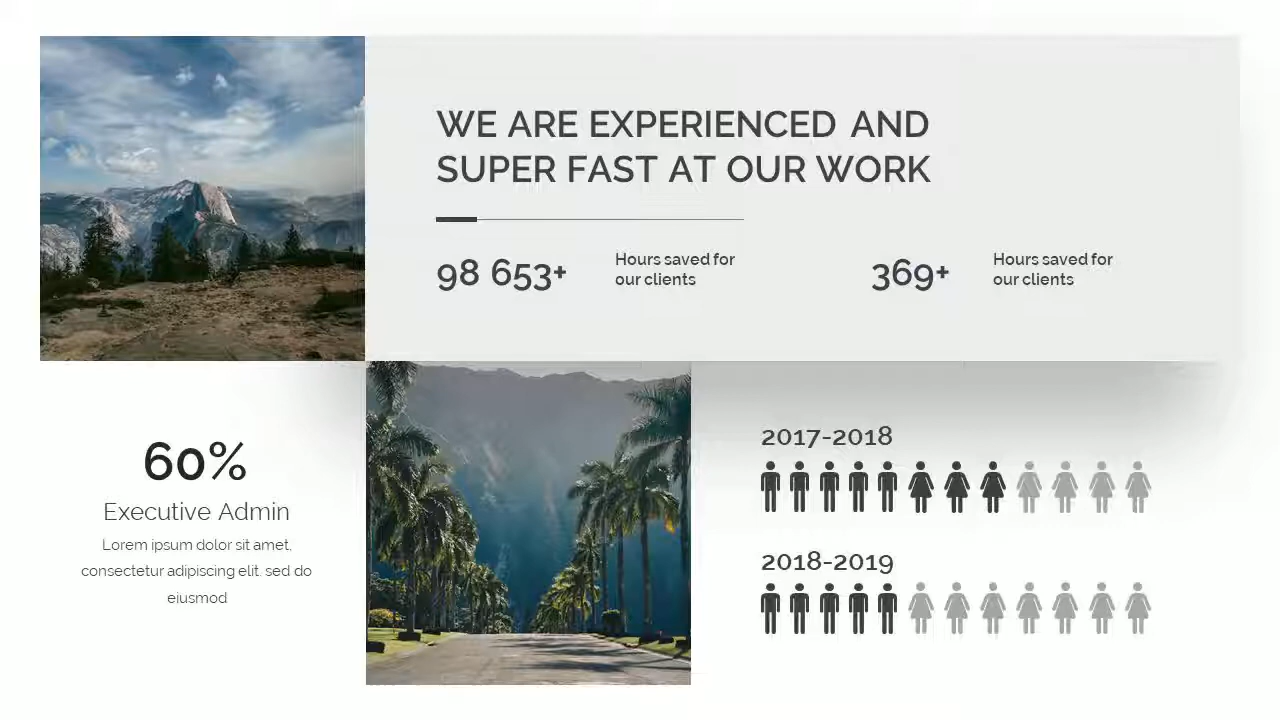 WE ARE EXPERIENCED AND
SUPER FAST AT OUR WORK
98 653+
Hours saved for
our clients
369+
Hours saved for
our clients
60%
Executive Admin
Lorem ipsum dolor sit amet,
consectetur adipiscing elit, sed do
eiusmod
2017-2018
2018-2019